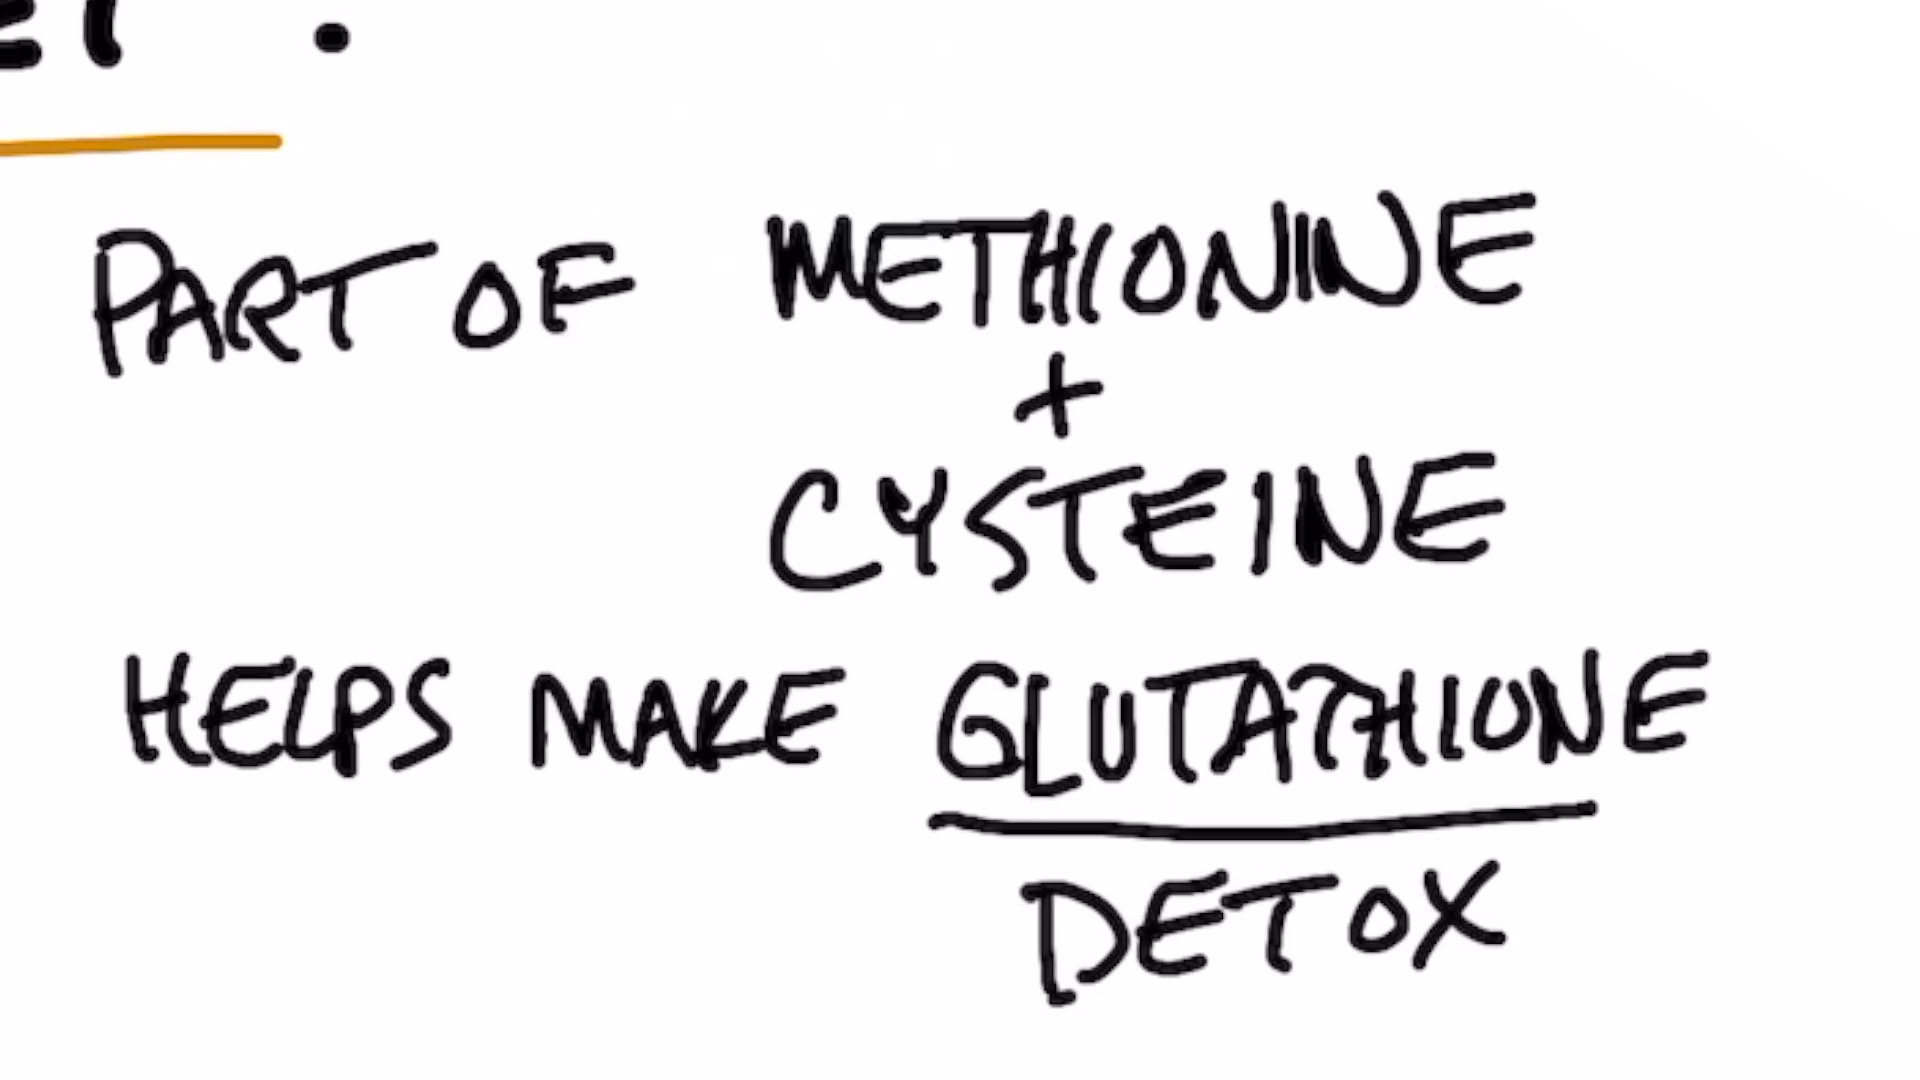 PART OF METHIONINE
+
CYSTEINE
HELPS MAKE GLUTATHIONE
DETOX